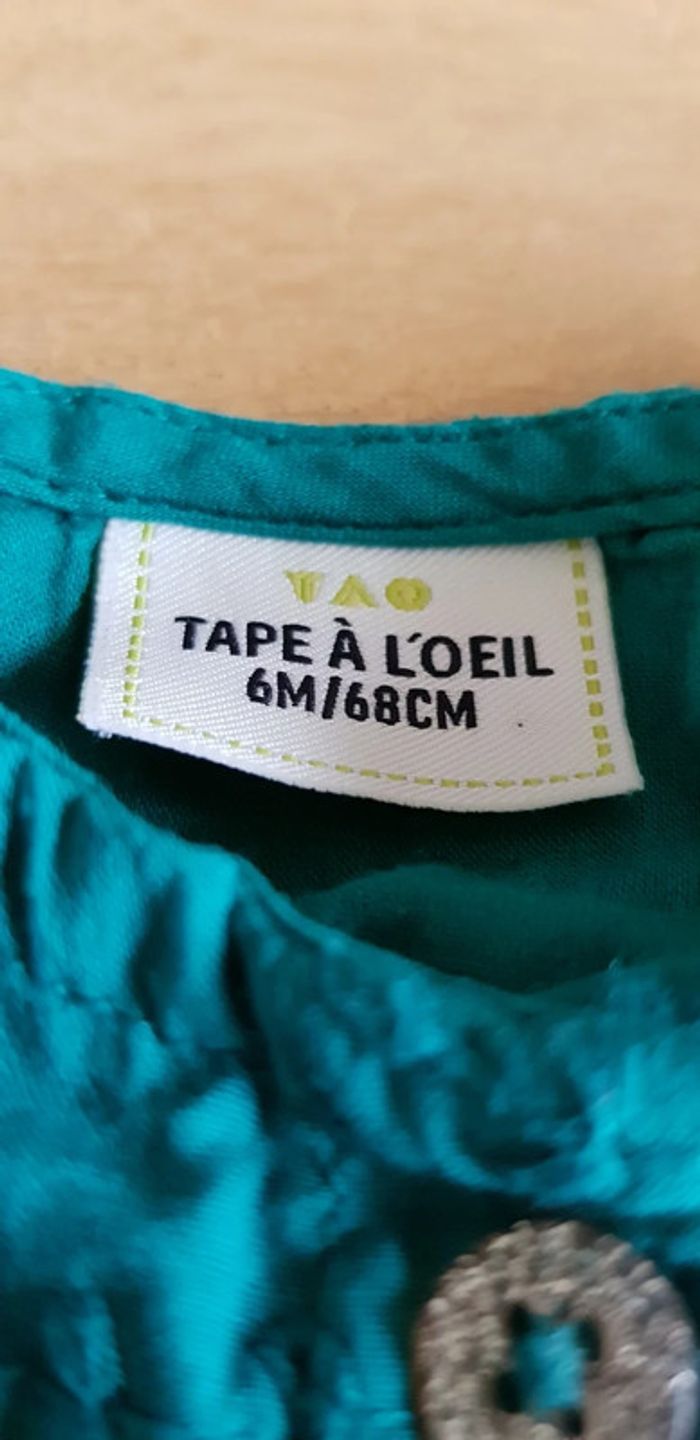 TAO
TAPE À L'OEIL
6M/68CM